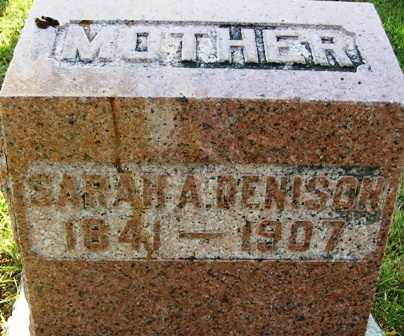 MOTHER
SARAH A. DENISON
1841 — 1907